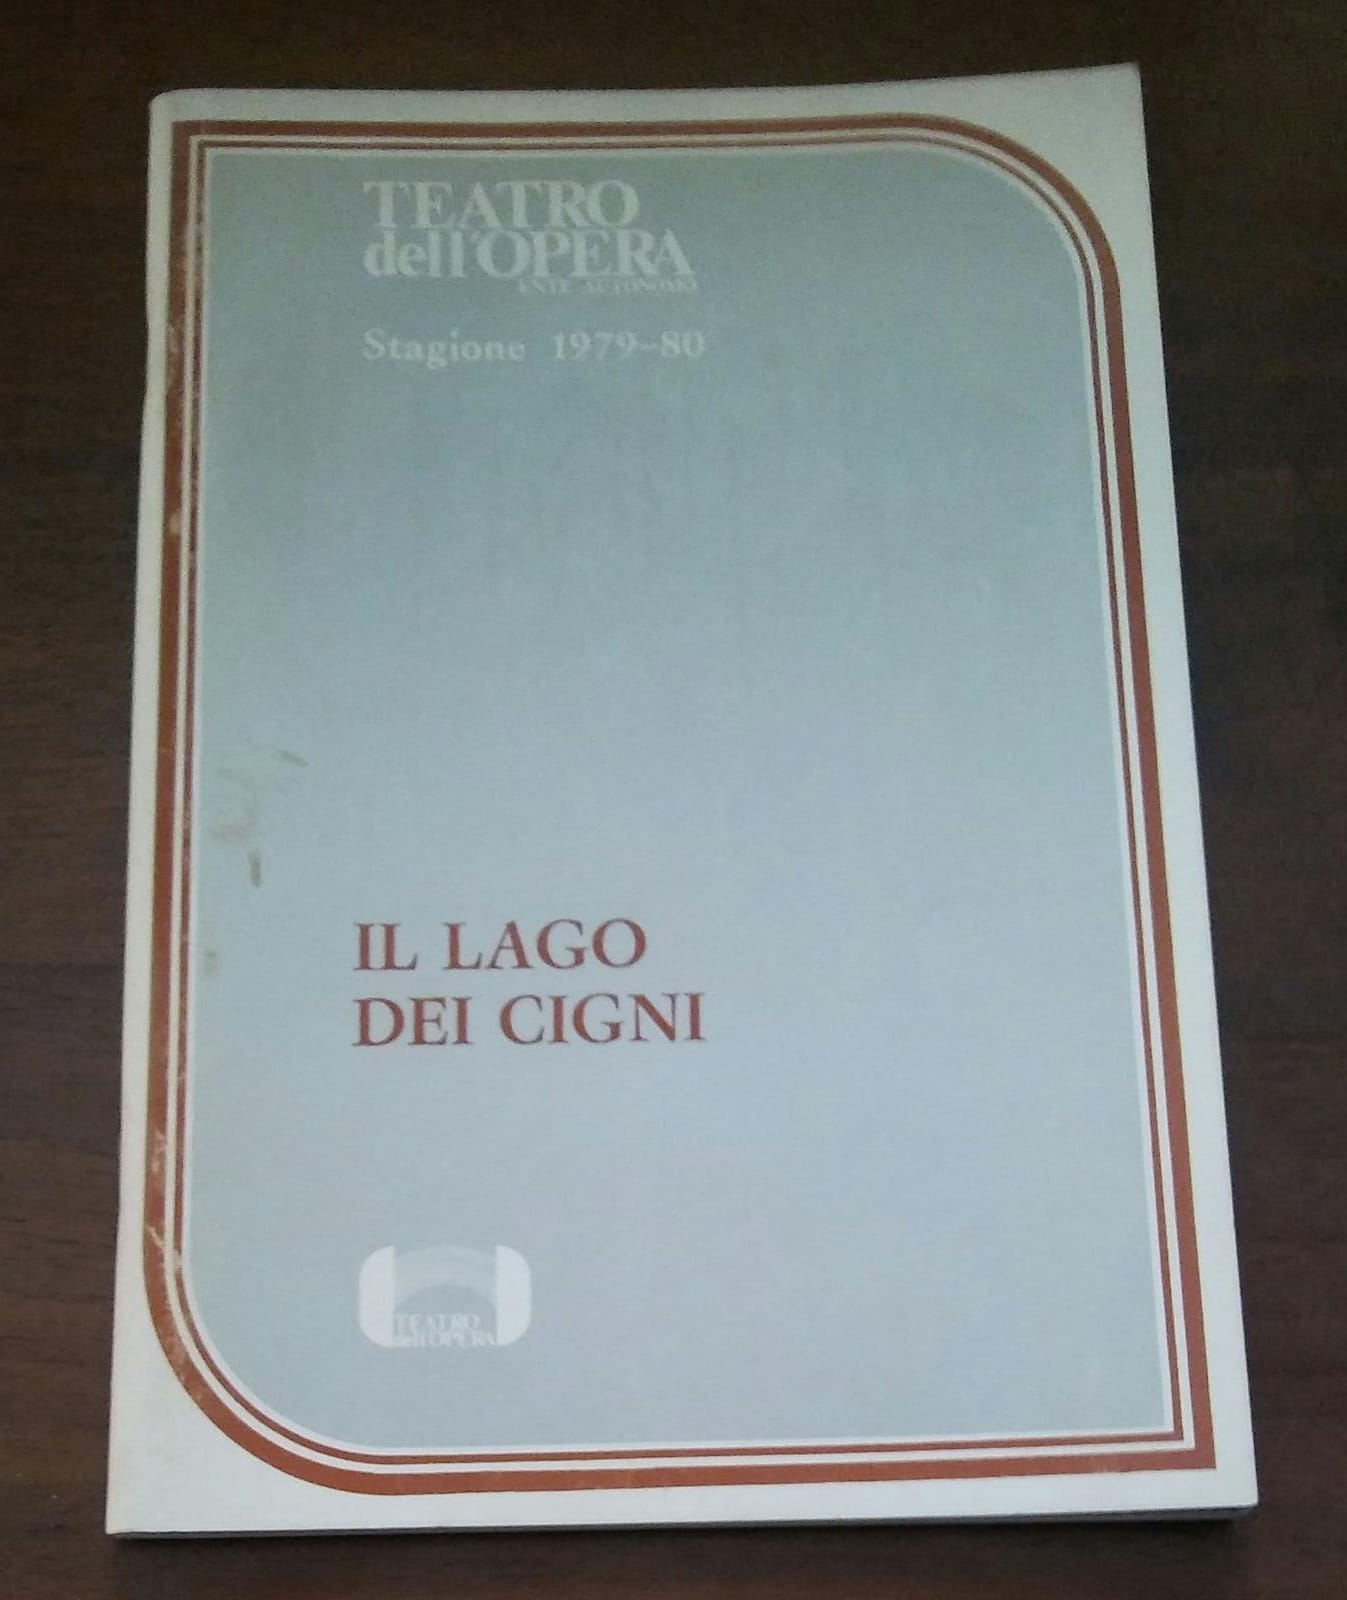 TEATRO
dell'OPERA
ENTE AUTONOMO
Stagione 1979-80
IL LAGO
DEI CIGNI
TEATRO
dell'OPERA